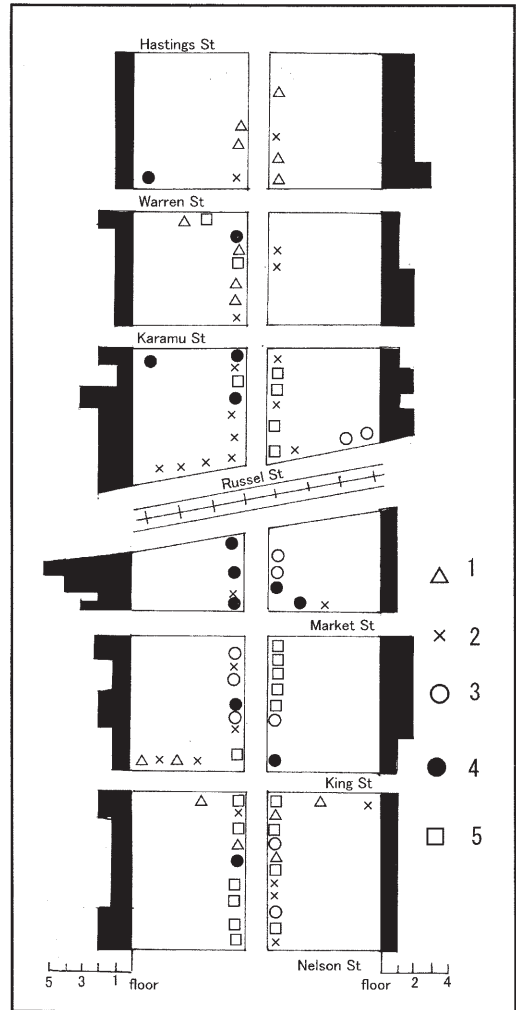 Hastings St
Warren St
Karamu St
Russel St
1
Market St
2
3
4
King St
5
Nelson St
5 3 1 floor
floor 2 4